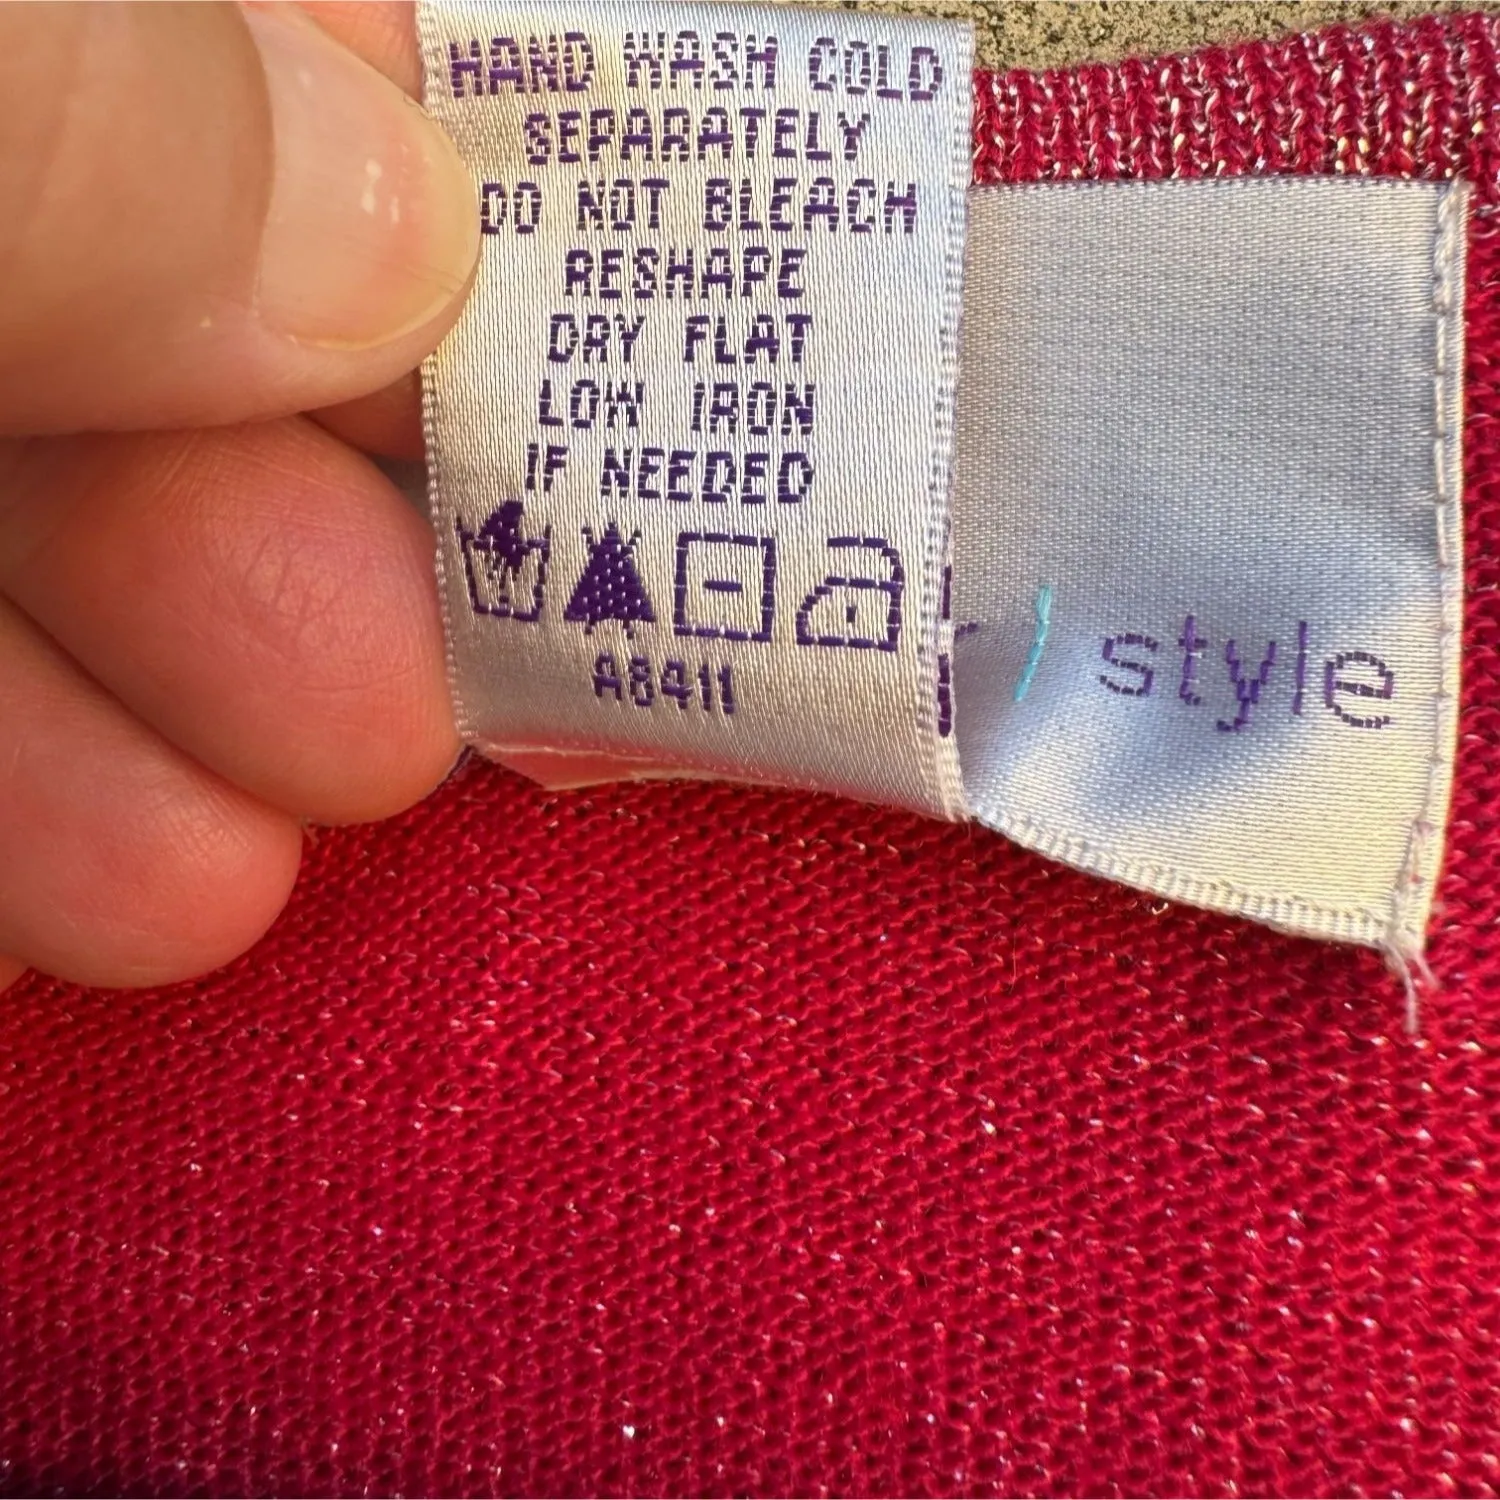 HAND WASH COLD
SEPARATELY
DO NOT BLEACH
RESHAPE
DRY FLAT
LOW IRON
IF NEEDED
A8411
style